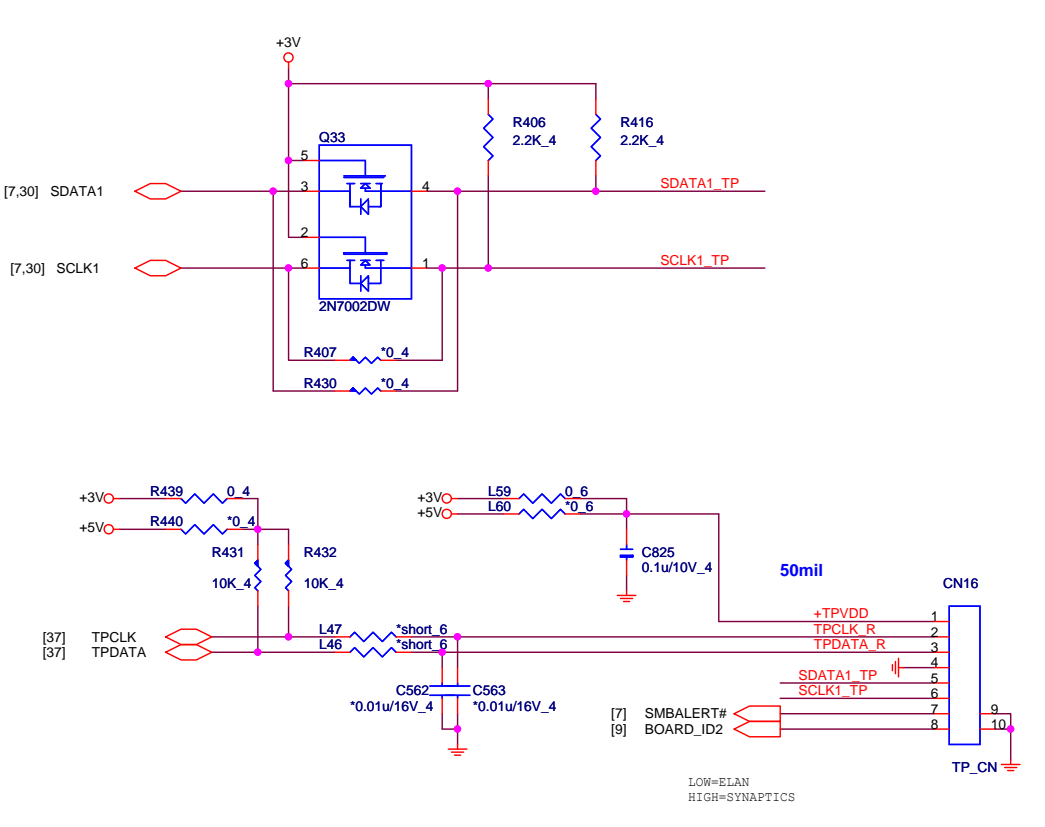 +3V
R406
2.2K_4
R416
2.2K_4
Q33
5
[7,30] SDATA1
3
4
SDATA1_TP
2
[7,30] SCLK1
6
1
SCLK1_TP
2N7002DW
R407
*0_4
R430
*0_4
+3V
R439
0_4
+5V
R440
*0_4
R431
10K_4
R432
10K_4
+3V
L59
0_6
+5V
L60
*0_6
C825
0.1u/10V_4
50mil
CN16
[37] TPCLK
[37] TPDATA
L47
*short_6
L46
*short_6
C562
*0.01u/16V_4
C563
*0.01u/16V_4
+TPVDD
1
TPCLK_R
2
TPDATA_R
3
4
SDATA1_TP
5
SCLK1_TP
6
[7] SMBALERT#
7
9
[9] BOARD_ID2
8
10
TP_CN
LOW=ELAN
HIGH=SYNAPTICS